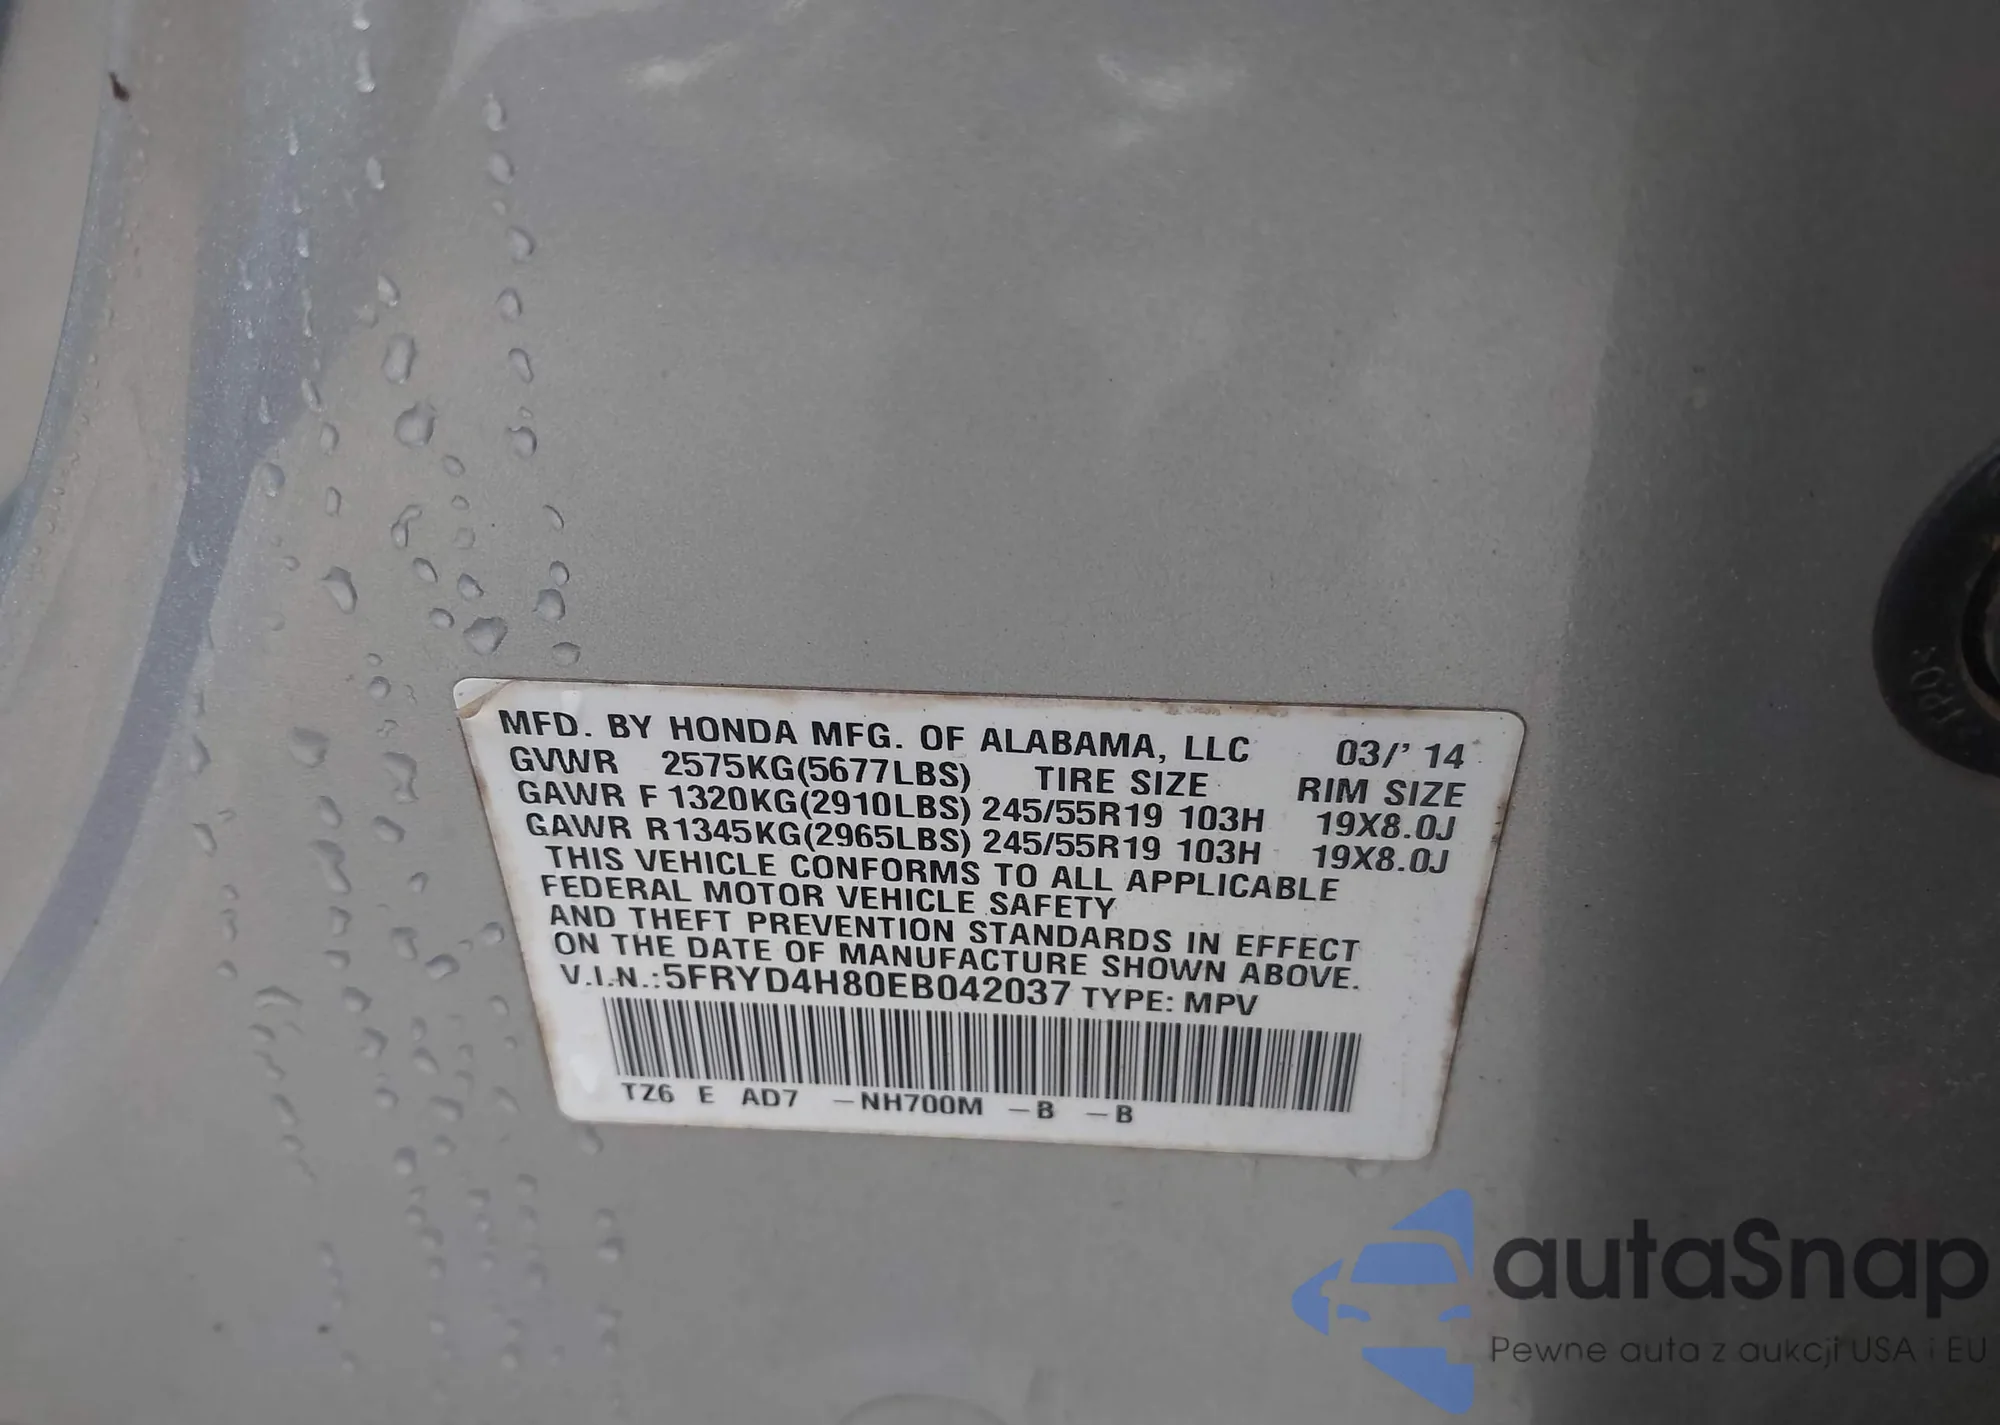 MFD. BY HONDA MFG. OF ALABAMA, LLC 03/' 14
GVWR 2575KG(5677LBS) TIRE SIZE RIM SIZE
GAWR F 1320KG(2910LBS) 245/55R19 103H 19X8.0J
GAWR R 1345KG(2965LBS) 245/55R19 103H 19X8.0J
THIS VEHICLE CONFORMS TO ALL APPLICABLE
FEDERAL MOTOR VEHICLE SAFETY
AND THEFT PREVENTION STANDARDS IN EFFECT
ON THE DATE OF MANUFACTURE SHOWN ABOVE.
V.I.N.:5FRYD4H80EB042037 TYPE: MPV
TZ6 E AD7 -NH700M -B -B
autaSnap
Pewne auta z aukcji USA i EU